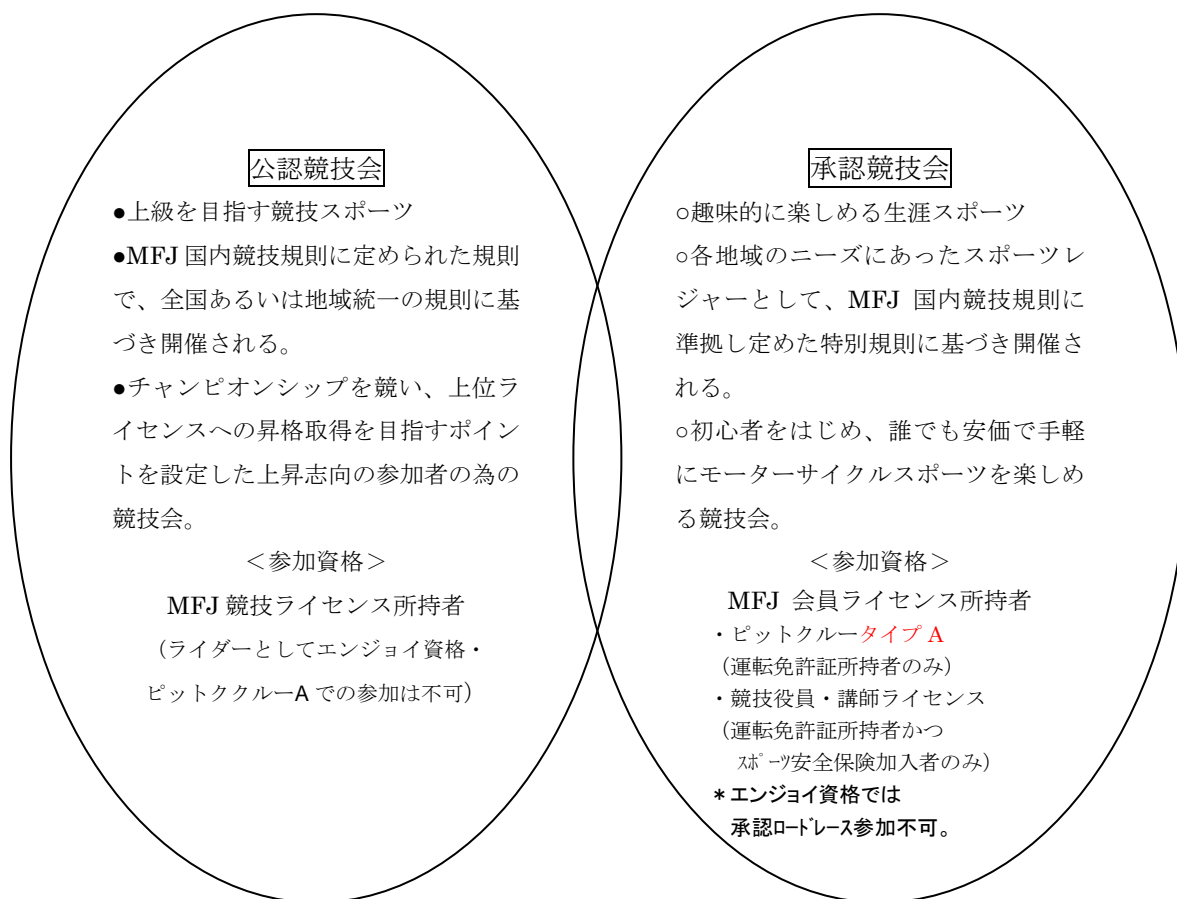 公認競技会
●上級を目指す競技スポーツ
●MFJ 国内競技規則に定められた規則
で、全国あるいは地域統一の規則に基
づき開催される。
●チャンピオンシップを競い、上位ラ
イセンスへの昇格取得を目指すポイン
トを設定した上昇志向の参加者の為の
競技会。
＜参加資格＞
MFJ 競技ライセンス所持者
（ライダーとしてエンジョイ資格・
ピットククルーA での参加は不可）
承認競技会
○趣味的に楽しめる生涯スポーツ
○各地域のニーズにあったスポーツレ
ジャーとして、MFJ 国内競技規則に
準拠し定めた特別規則に基づき開催さ
れる。
○初心者をはじめ、誰でも安価で手軽
にモーターサイクルスポーツを楽しめ
る競技会。
＜参加資格＞
MFJ 会員ライセンス所持者
・ピットクルータイプ A
（運転免許証所持者のみ）
・競技役員・講師ライセンス
（運転免許証所持者かつ
ｽﾎﾟｰﾂ安全保険加入者のみ）
＊エンジョイ資格では
承認ﾛｰﾄﾞﾚｰｽ参加不可。